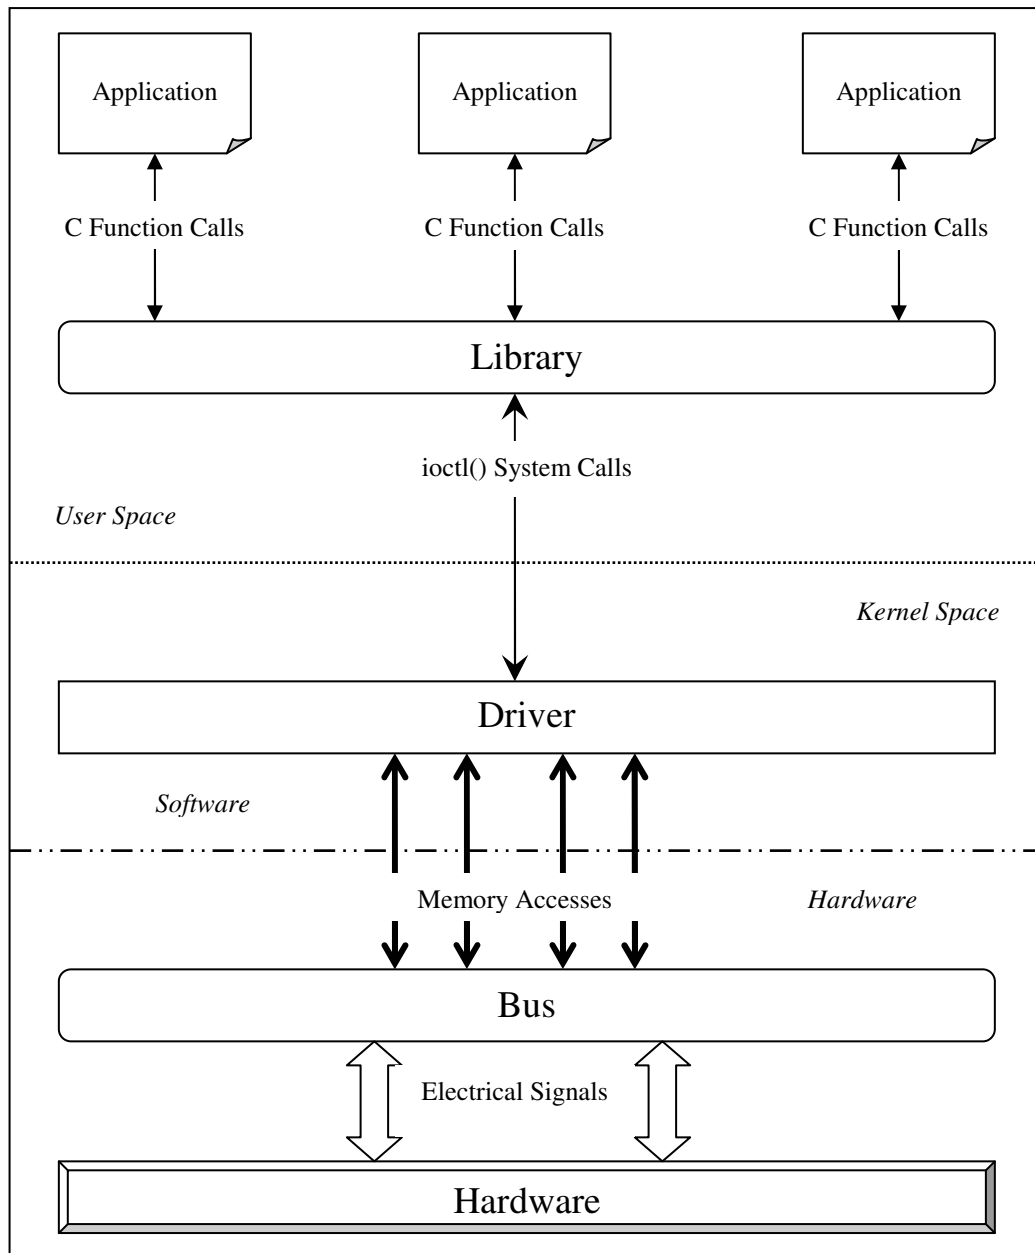 Application
Application
Application
C Function Calls
C Function Calls
C Function Calls
Library
ioctl() System Calls
User Space
Kernel Space
Driver
Software
Memory Accesses
Hardware
Bus
Electrical Signals
Hardware